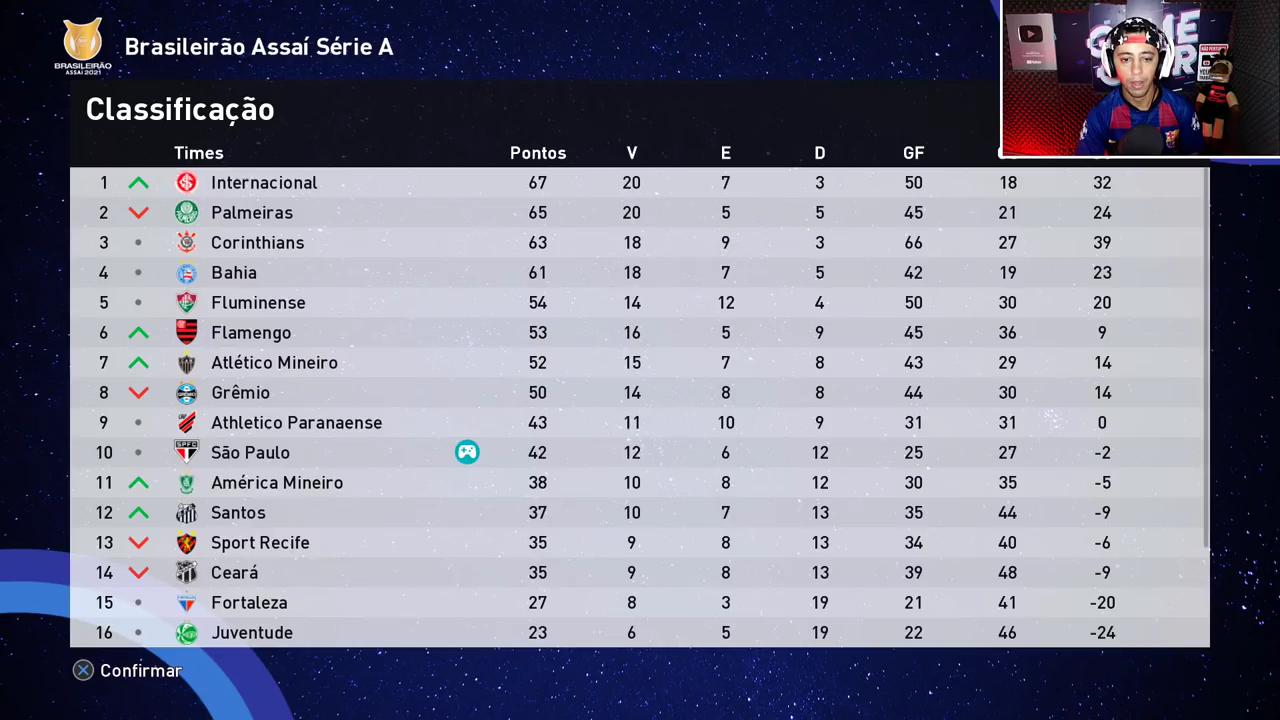 Brasileirão Assaí Série A
BRASILEIRÃO
ASSAÍ 2021
Classificação
Times Pontos V E D GF
1 Internacional 67 20 7 3 50 18 32
2 Palmeiras 65 20 5 5 45 21 24
3 Corinthians 63 18 9 3 66 27 39
4 Bahia 61 18 7 5 42 19 23
5 Fluminense 54 14 12 4 50 30 20
6 Flamengo 53 16 5 9 45 36 9
7 Atlético Mineiro 52 15 7 8 43 29 14
8 Grêmio 50 14 8 8 44 30 14
9 Athletico Paranaense 43 11 10 9 31 31 0
10 São Paulo 42 12 6 12 25 27 -2
11 América Mineiro 38 10 8 12 30 35 -5
12 Santos 37 10 7 13 35 44 -9
13 Sport Recife 35 9 8 13 34 40 -6
14 Ceará 35 9 8 13 39 48 -9
15 Fortaleza 27 8 3 19 21 41 -20
16 Juventude 23 6 5 19 22 46 -24
Confirmar